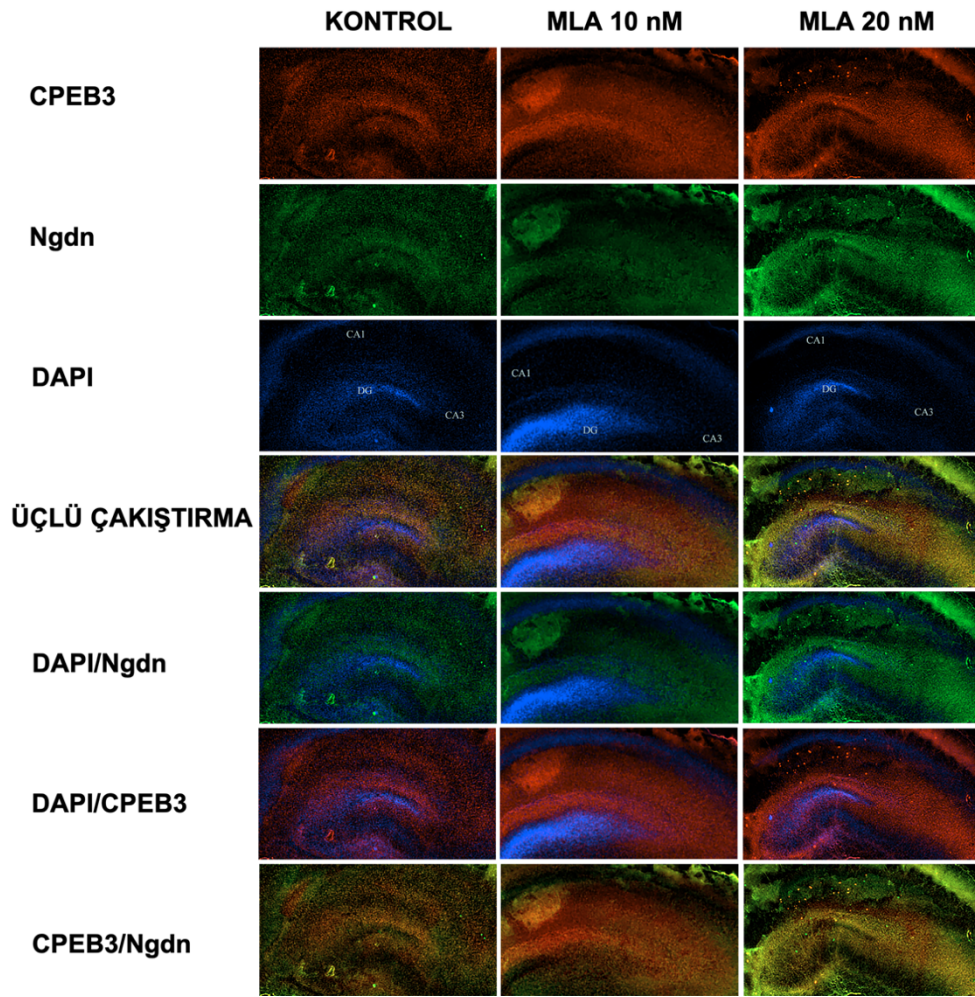 KONTROL MLA 10 nM MLA 20 nM
CPEB3
Ngdn
DAPI
CA1 DG CA3
CA1 DG CA3
CA1 DG CA3
ÜÇLÜ ÇAKIŞTIRMA
DAPI/Ngdn
DAPI/CPEB3
CPEB3/Ngdn